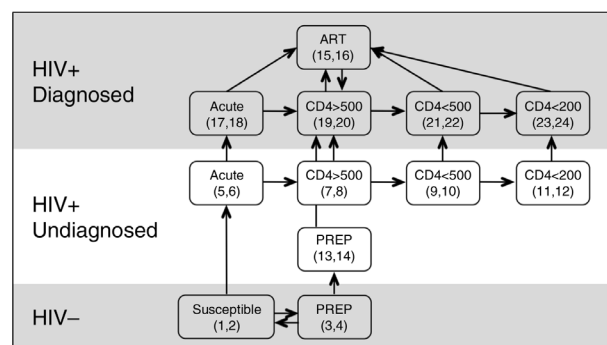 HIV+
Diagnosed
ART
(15,16)
Acute
(17,18)
CD4>500
(19,20)
CD4<500
(21,22)
CD4<200
(23,24)
HIV+
Undiagnosed
Acute
(5,6)
CD4>500
(7,8)
CD4<500
(9,10)
CD4<200
(11,12)
PREP
(13,14)
HIV–
Susceptible
(1,2)
PREP
(3,4)